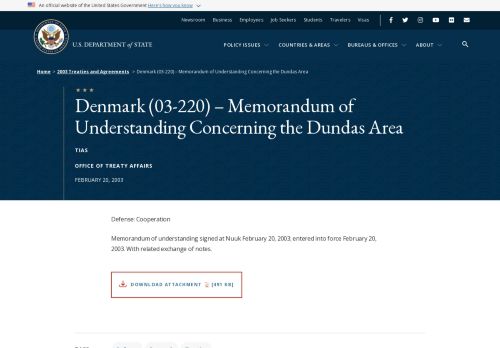 An official website of the United States Government Here's how you know
Newsroom Business Employers Job Seekers Students Travelers Visas
U.S. DEPARTMENT of STATE
POLICY ISSUES COUNTRIES & AREAS BUREAUS & OFFICES ABOUT
Home > 2003 Treaties and Agreements > Denmark (03-220) – Memorandum of Understanding Concerning the Dundas Area
Denmark (03-220) – Memorandum of
Understanding Concerning the Dundas Area
TIAS
OFFICE OF TREATY AFFAIRS
FEBRUARY 20, 2003
Defense: Cooperation
Memorandum of understanding signed at Nuuk February 20, 2003; entered into force February 20,
2003. With related exchange of notes.
DOWNLOAD ATTACHMENT [491 KB]